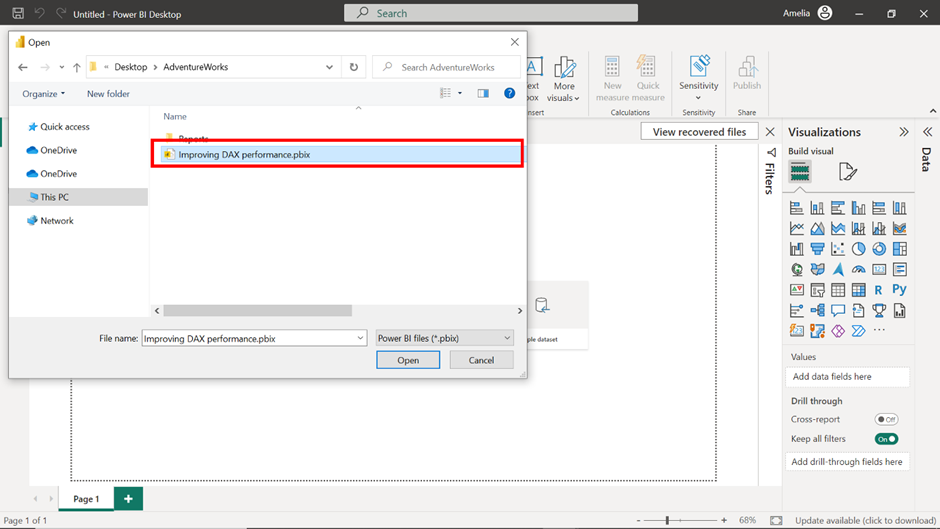 Untitled - Power BI Desktop
Search
Amelia
Open
« Desktop > AdventureWorks
Search AdventureWorks
Organize
New folder
Name
Quick access
OneDrive
OneDrive
This PC
Network
Reports
Improving DAX performance.pbix
File name:
Improving DAX performance.pbix
Power BI files (*.pbix)
Open
Cancel
More
visuals
New
measure
Quick
measure
Calculations
Sensitivity
Sensitivity
Publish
Share
View recovered files
Filters
Visualizations
Build visual
Data
R
Py
123
Values
Add data fields here
Drill through
Cross-report
Off
Keep all filters
On
Add drill-through fields here
ple dataset
Page 1
Page 1 of 1
- + 68%
Update available (click to download)